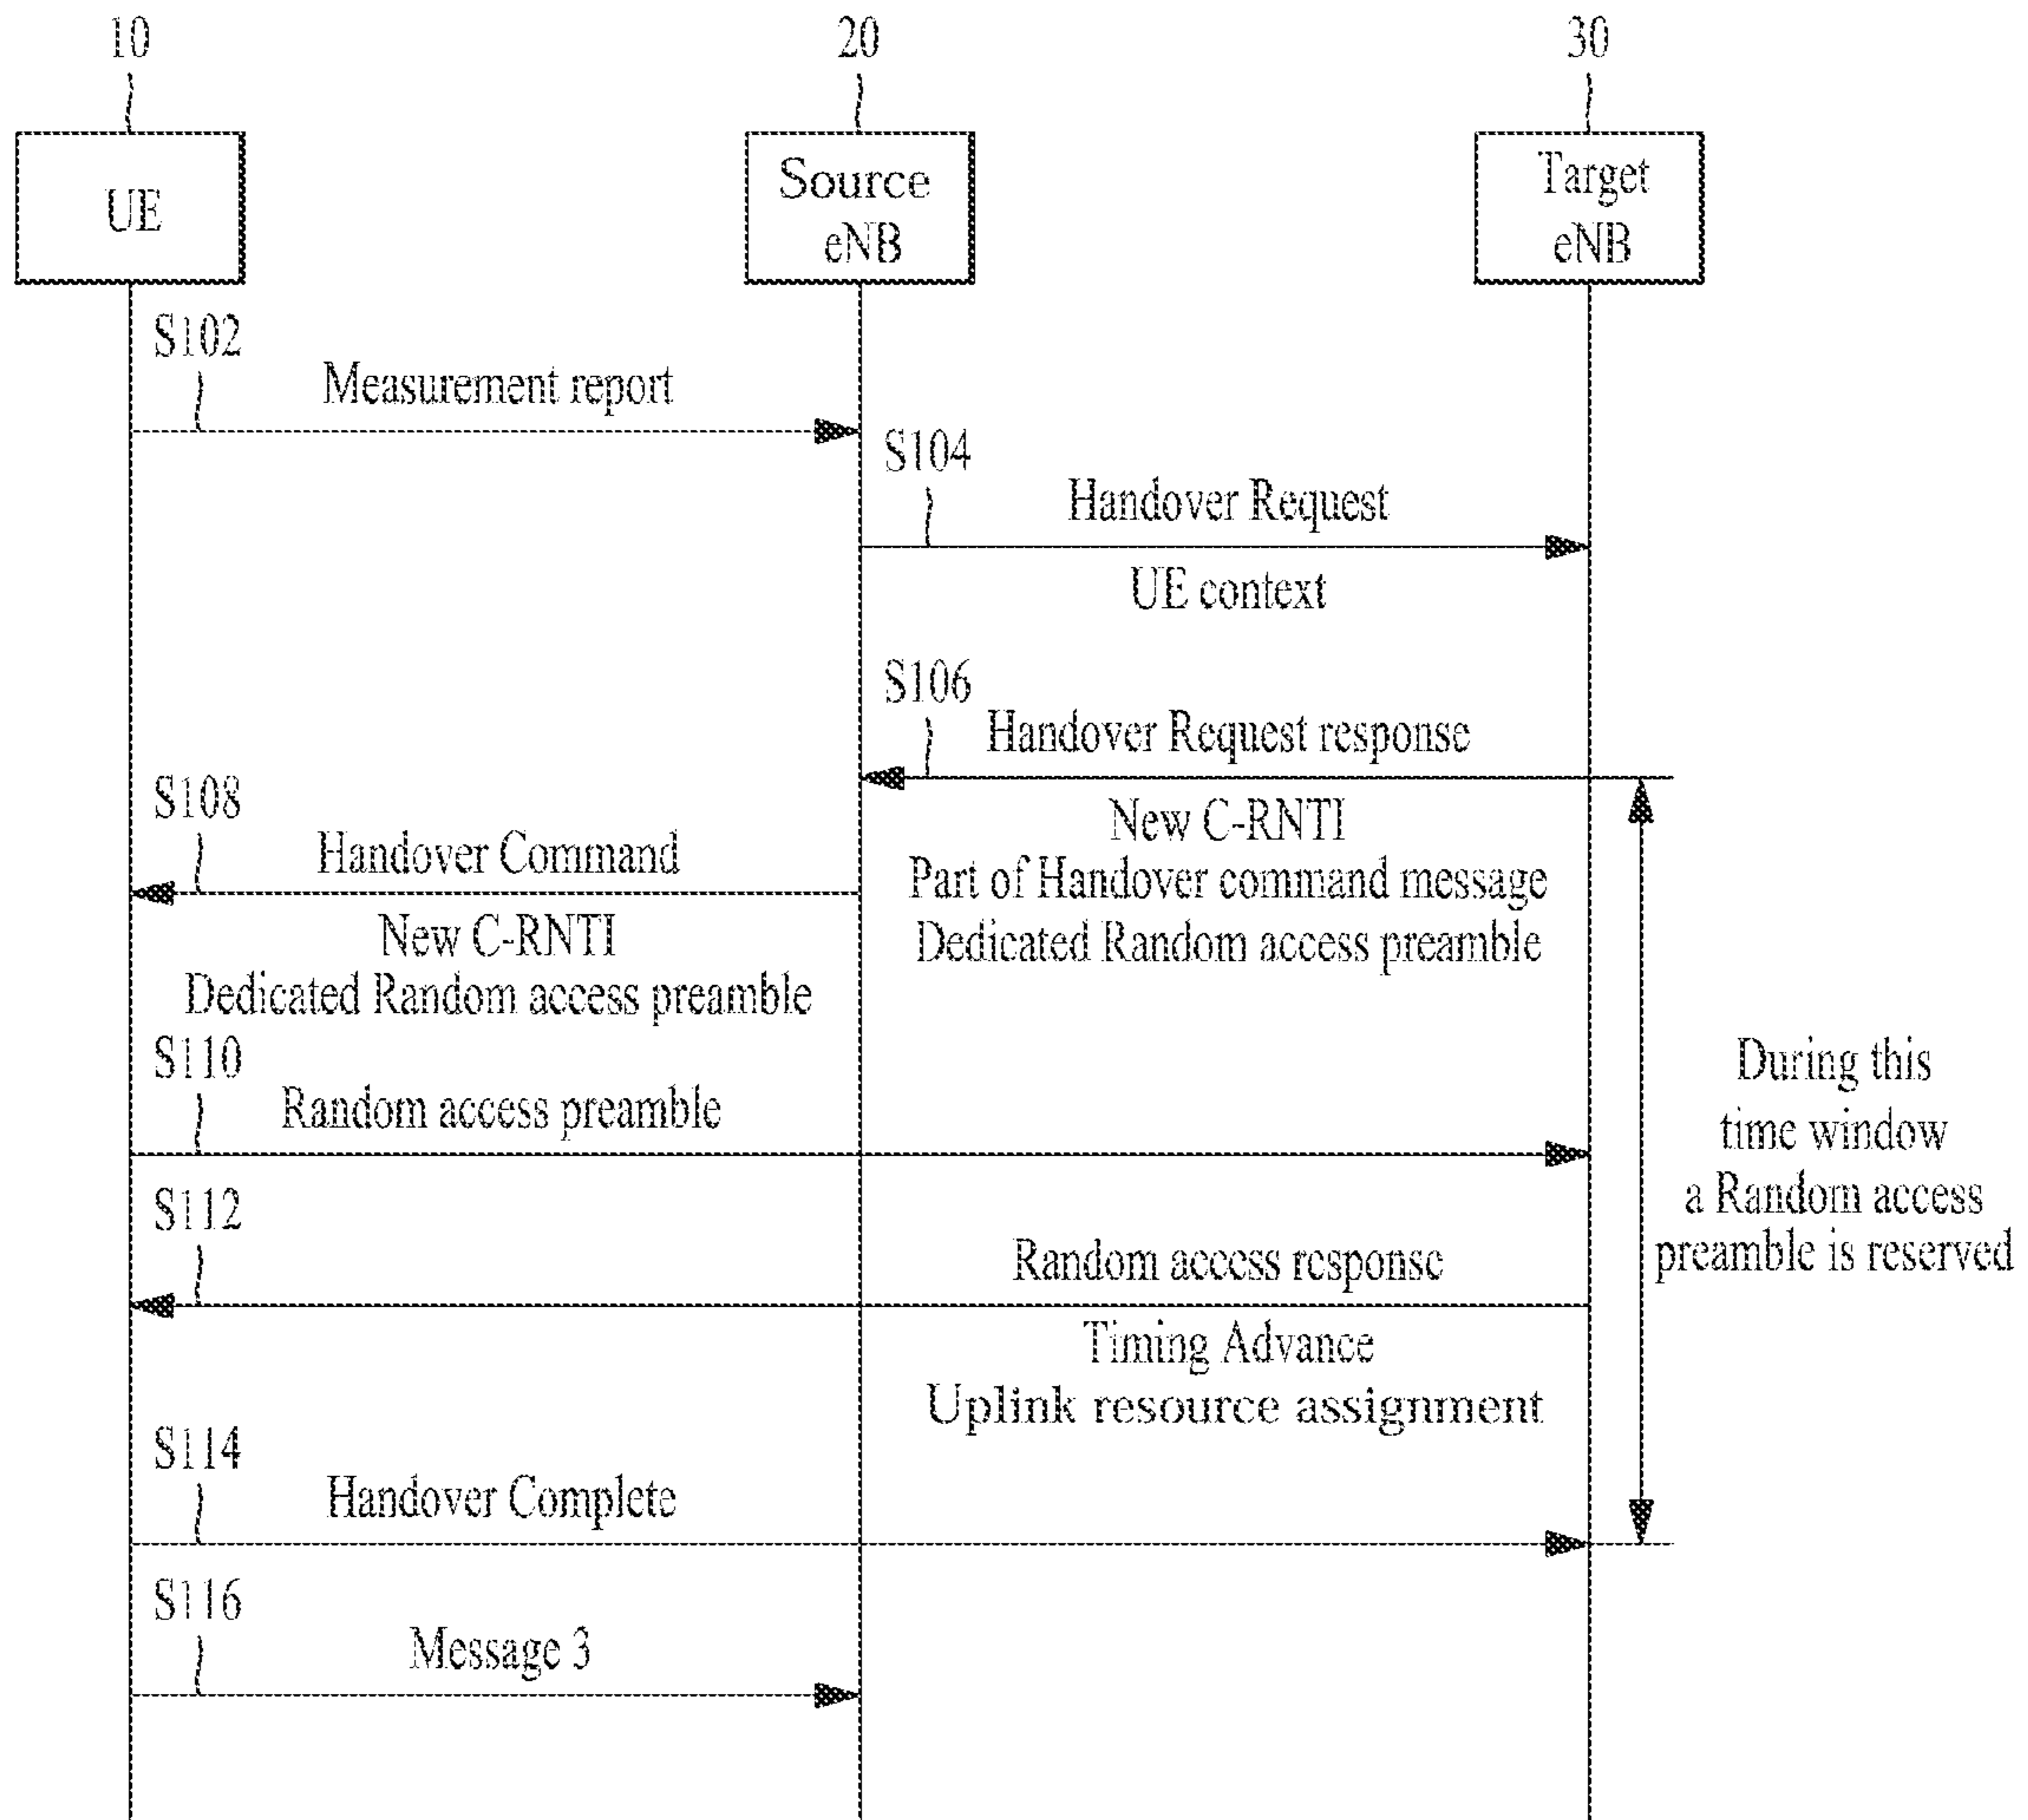 10
20
30
UE
Source
eNB
Target
eNB
S102
Measurement report
S104
Handover Request
UE context
S106
Handover Request response
New C-RNTI
Part of Handover command message
Dedicated Random access preamble
S108
Handover Command
New C-RNTI
Dedicated Random access preamble
S110
Random access preamble
During this
time window
a Random access
preamble is reserved
S112
Random access response
Timing Advance
Uplink resource assignment
S114
Handover Complete
S116
Message 3